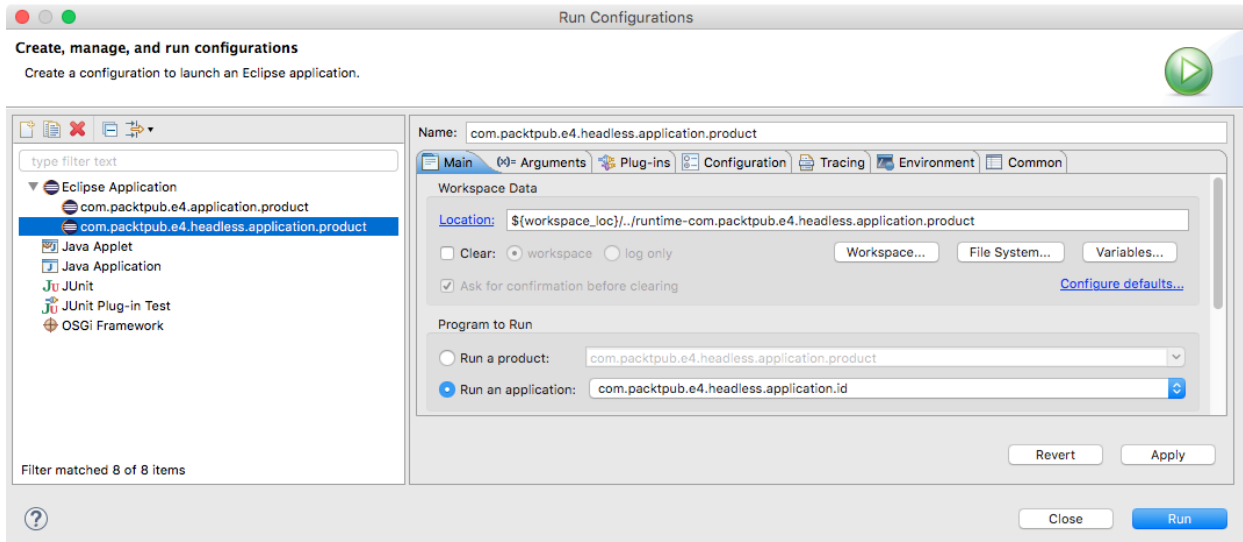 Run Configurations
Create, manage, and run configurations
Create a configuration to launch an Eclipse application.
type filter text
Eclipse Application
com.packtpub.e4.application.product
com.packtpub.e4.headless.application.product
Java Applet
Java Application
JUnit
JUnit Plug-in Test
OSGi Framework
Filter matched 8 of 8 items
Name: com.packtpub.e4.headless.application.product
Main (x)= Arguments Plug-ins Configuration Tracing Environment Common
Workspace Data
Location: ${workspace_loc}/../runtime-com.packtpub.e4.headless.application.product
Clear: workspace log only Workspace... File System... Variables...
Ask for confirmation before clearing Configure defaults...
Program to Run
Run a product: com.packtpub.e4.headless.application.product
Run an application: com.packtpub.e4.headless.application.id
Revert Apply
? Close Run